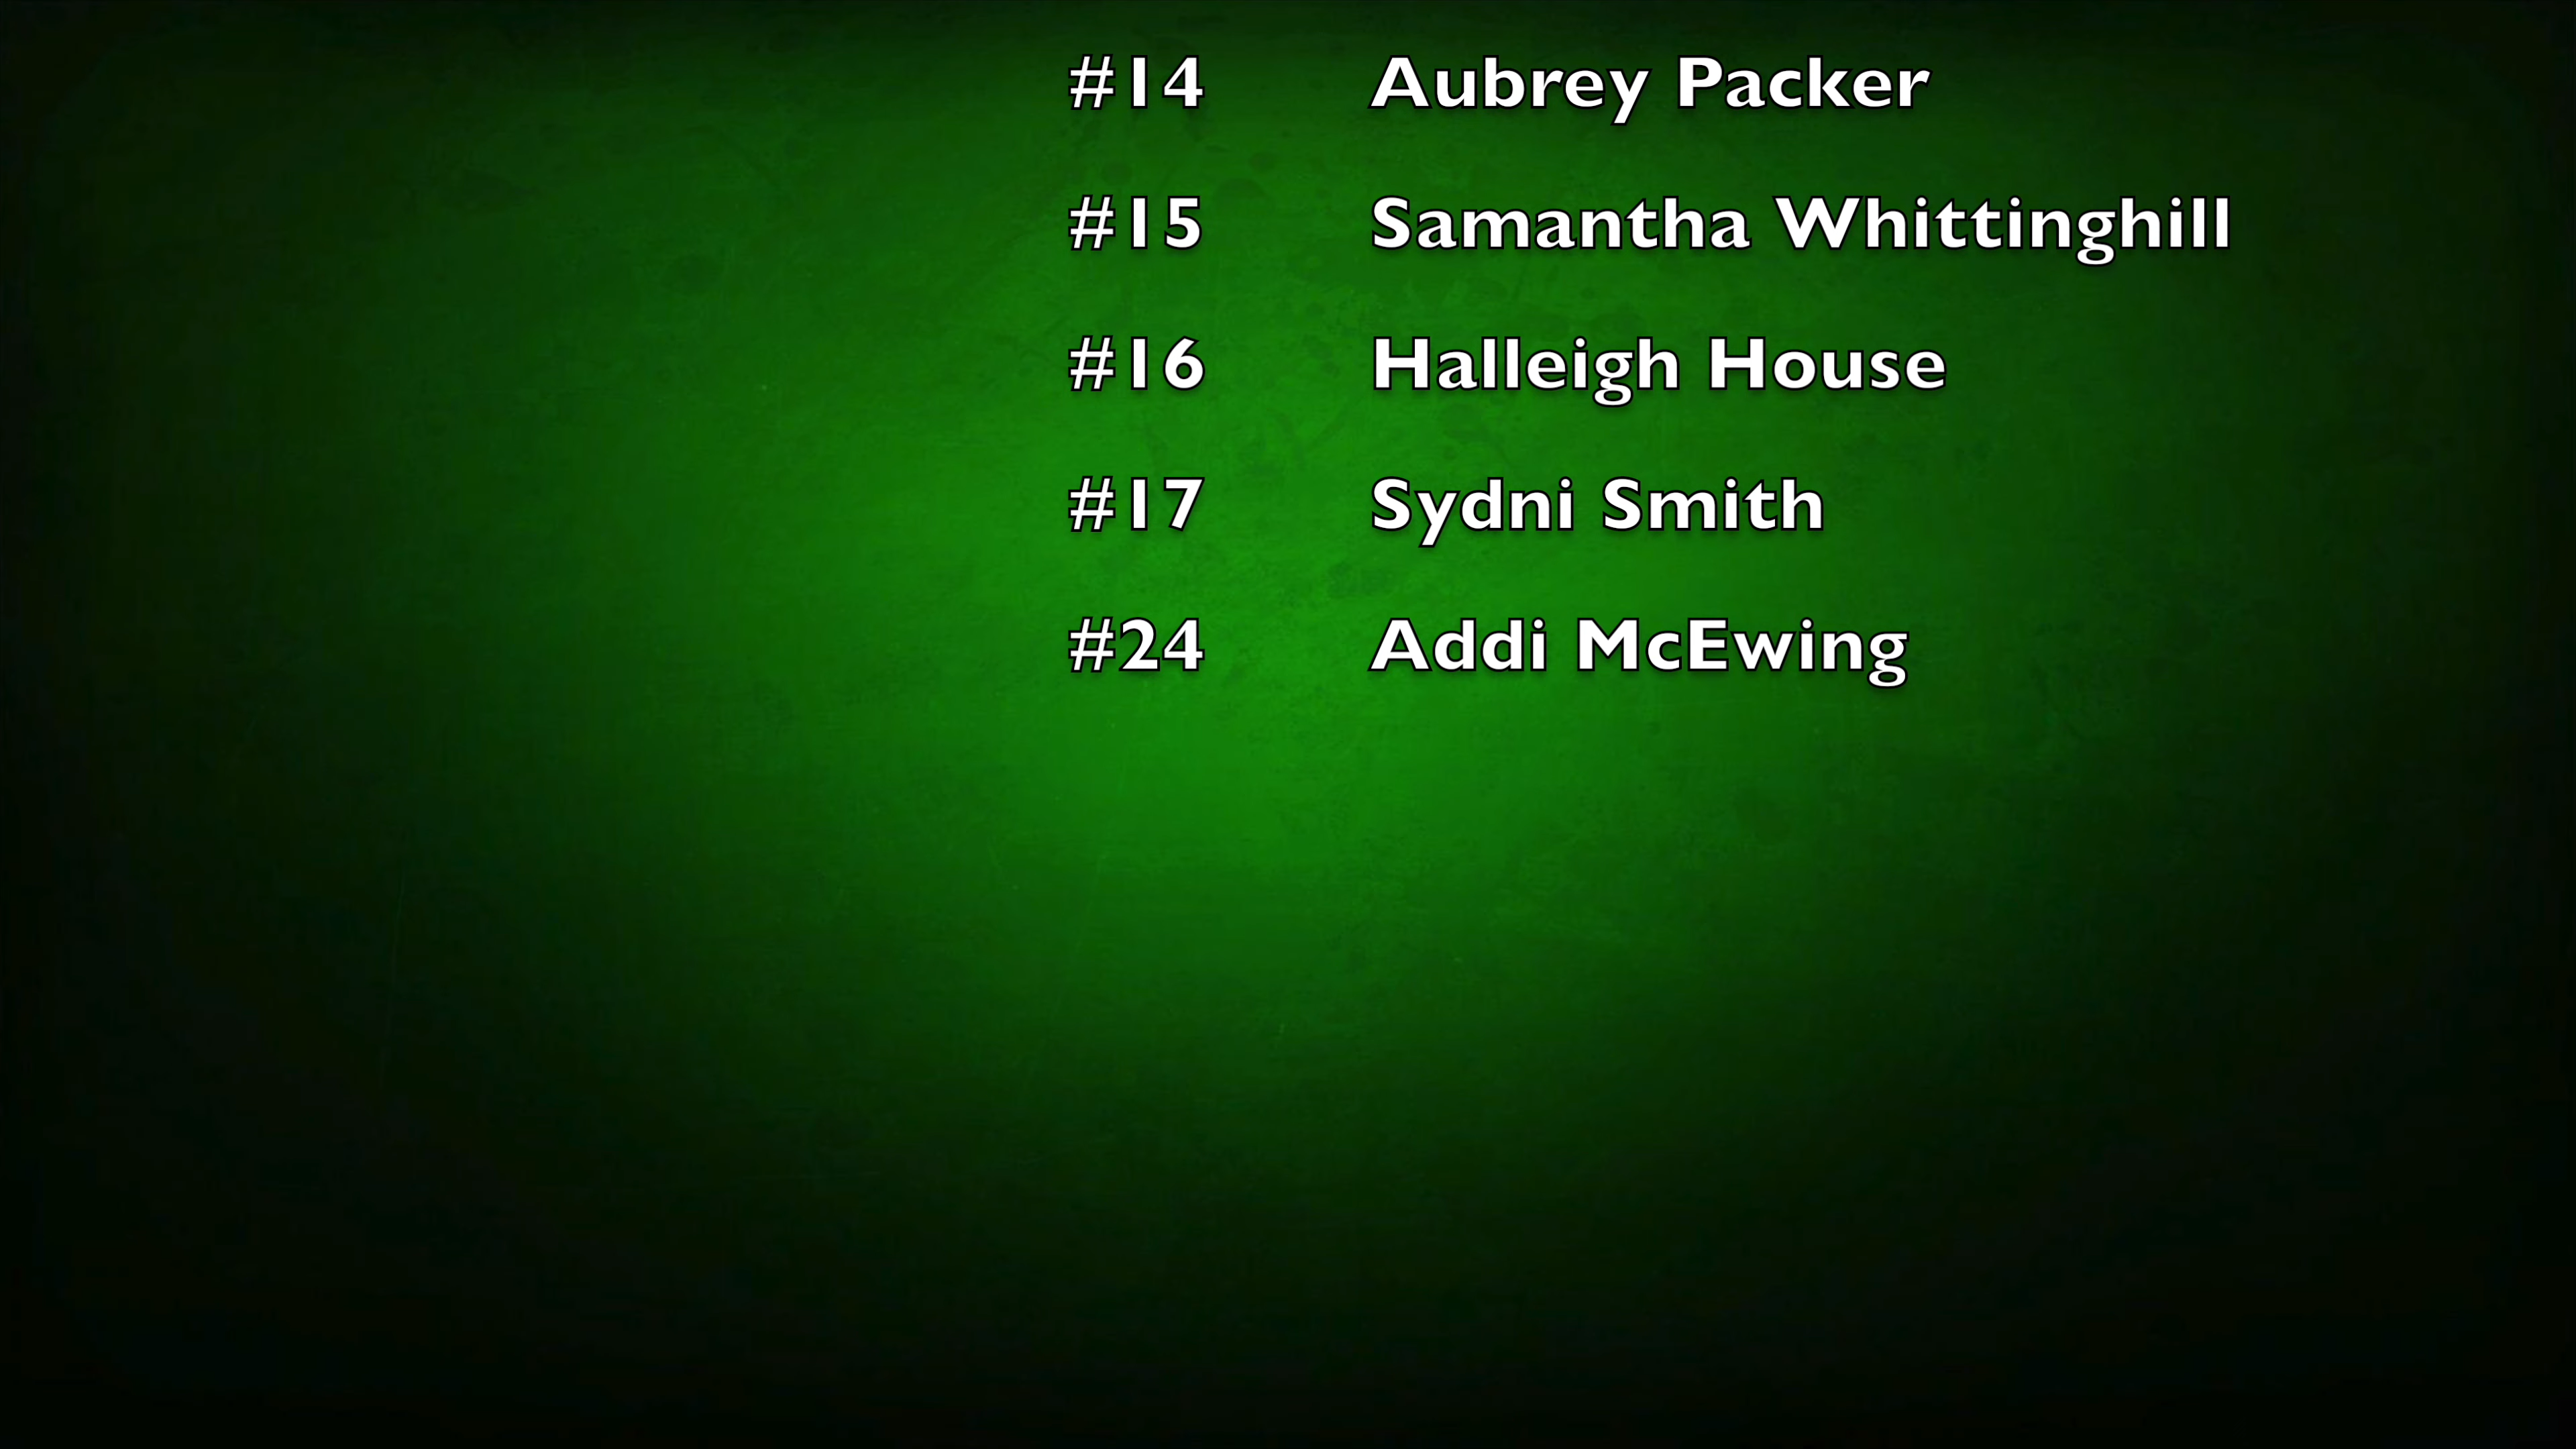 #14 Aubrey Packer
#15 Samantha Whittinghill
#16 Halleigh House
#17 Sydni Smith
#24 Addi McEwing